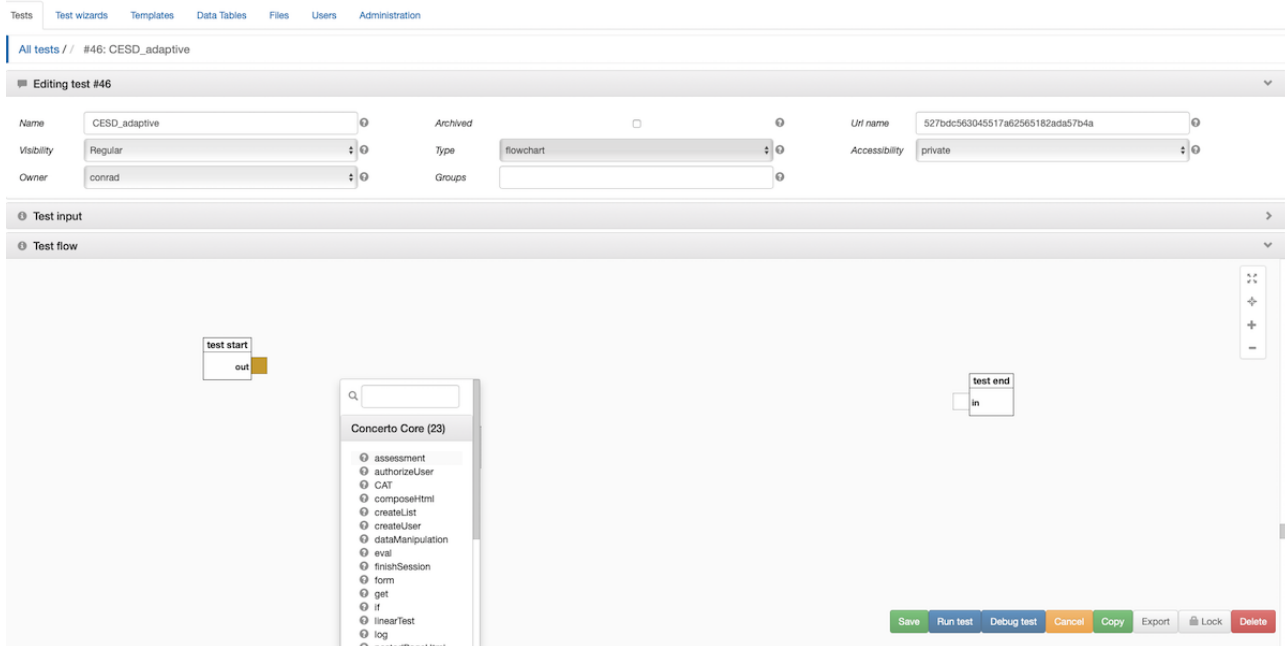 Tests Test wizards Templates Data Tables Files Users Administration
All tests / / #46: CESD_adaptive
Editing test #46
Name CESD_adaptive Archived Url name 527bdc563045517a62565182ada57b4a
Visibility Regular Type flowchart Accessibility private
Owner conrad Groups
Test input
Test flow
test start
out
test end
in
Concerto Core (23)
assessment
authorizeUser
CAT
composeHtml
createList
createUser
dataManipulation
eval
finishSession
form
get
if
linearTest
log
Save Run test Debug test Cancel Copy Export Lock Delete